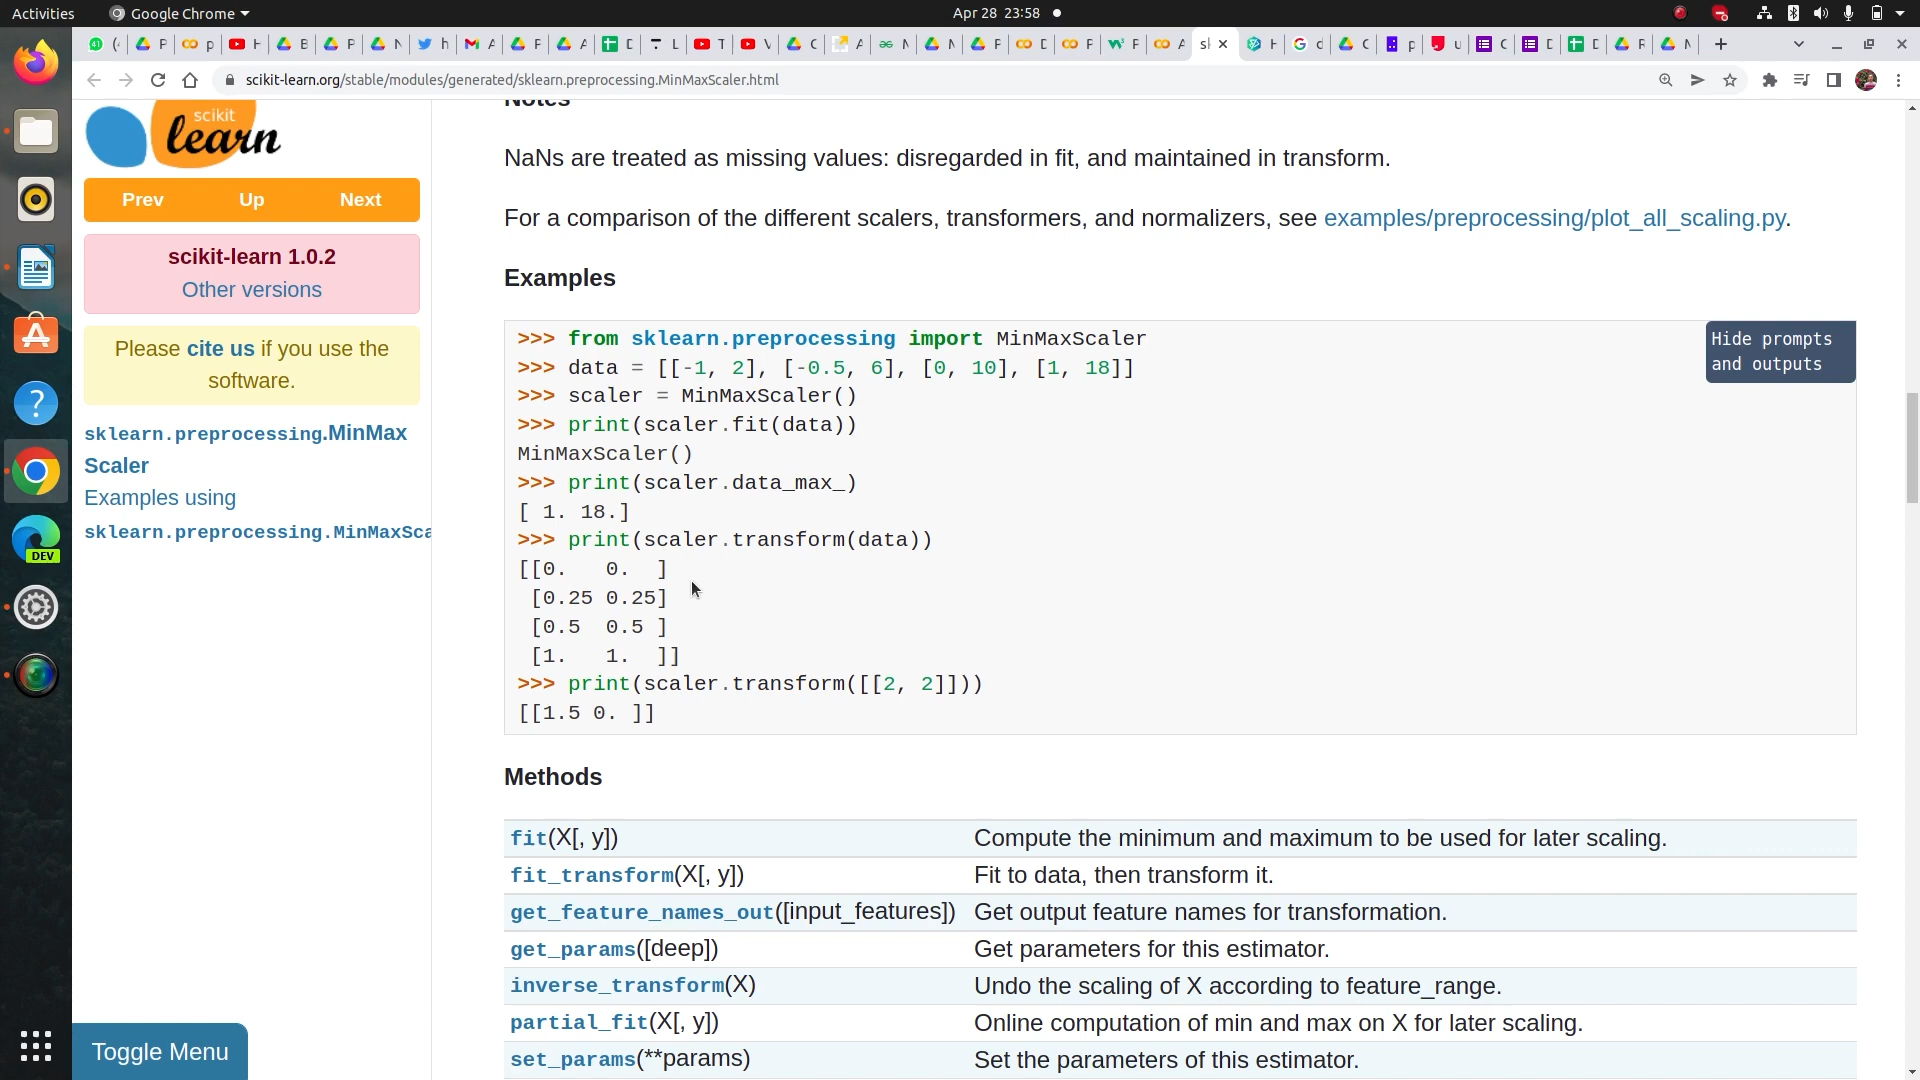 Activities
Google Chrome
Apr 28 23:58
scikit-learn.org/stable/modules/generated/sklearn.preprocessing.MinMaxScaler.html
scikit
learn
Prev Up Next
scikit-learn 1.0.2
Other versions
Please cite us if you use the
software.
sklearn.preprocessing.MinMax
Scaler
Examples using
sklearn.preprocessing.MinMaxSca
Toggle Menu
Notes
NaNs are treated as missing values: disregarded in fit, and maintained in transform.
For a comparison of the different scalers, transformers, and normalizers, see examples/preprocessing/plot_all_scaling.py.
Examples
>>> from sklearn.preprocessing import MinMaxScaler
>>> data = [[-1, 2], [-0.5, 6], [0, 10], [1, 18]]
>>> scaler = MinMaxScaler()
>>> print(scaler.fit(data))
MinMaxScaler()
>>> print(scaler.data_max_)
[ 1. 18.]
>>> print(scaler.transform(data))
[[0.   0.  ]
 [0.25 0.25]
 [0.5  0.5 ]
 [1.   1.  ]]
>>> print(scaler.transform([[2, 2]]))
[[1.5 0. ]]
Hide prompts
and outputs
Methods
fit(X[, y]) Compute the minimum and maximum to be used for later scaling.
fit_transform(X[, y]) Fit to data, then transform it.
get_feature_names_out([input_features]) Get output feature names for transformation.
get_params([deep]) Get parameters for this estimator.
inverse_transform(X) Undo the scaling of X according to feature_range.
partial_fit(X[, y]) Online computation of min and max on X for later scaling.
set_params(**params) Set the parameters of this estimator.
DEV